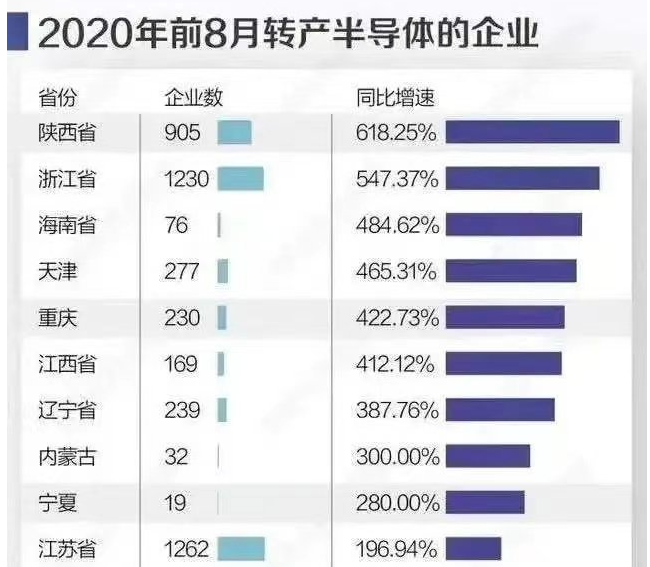 2020年前8月转产半导体的企业
省份 企业数 同比增速
陕西省 905 618.25%
浙江省 1230 547.37%
海南省 76 484.62%
天津 277 465.31%
重庆 230 422.73%
江西省 169 412.12%
辽宁省 239 387.76%
内蒙古 32 300.00%
宁夏 19 280.00%
江苏省 1262 196.94%